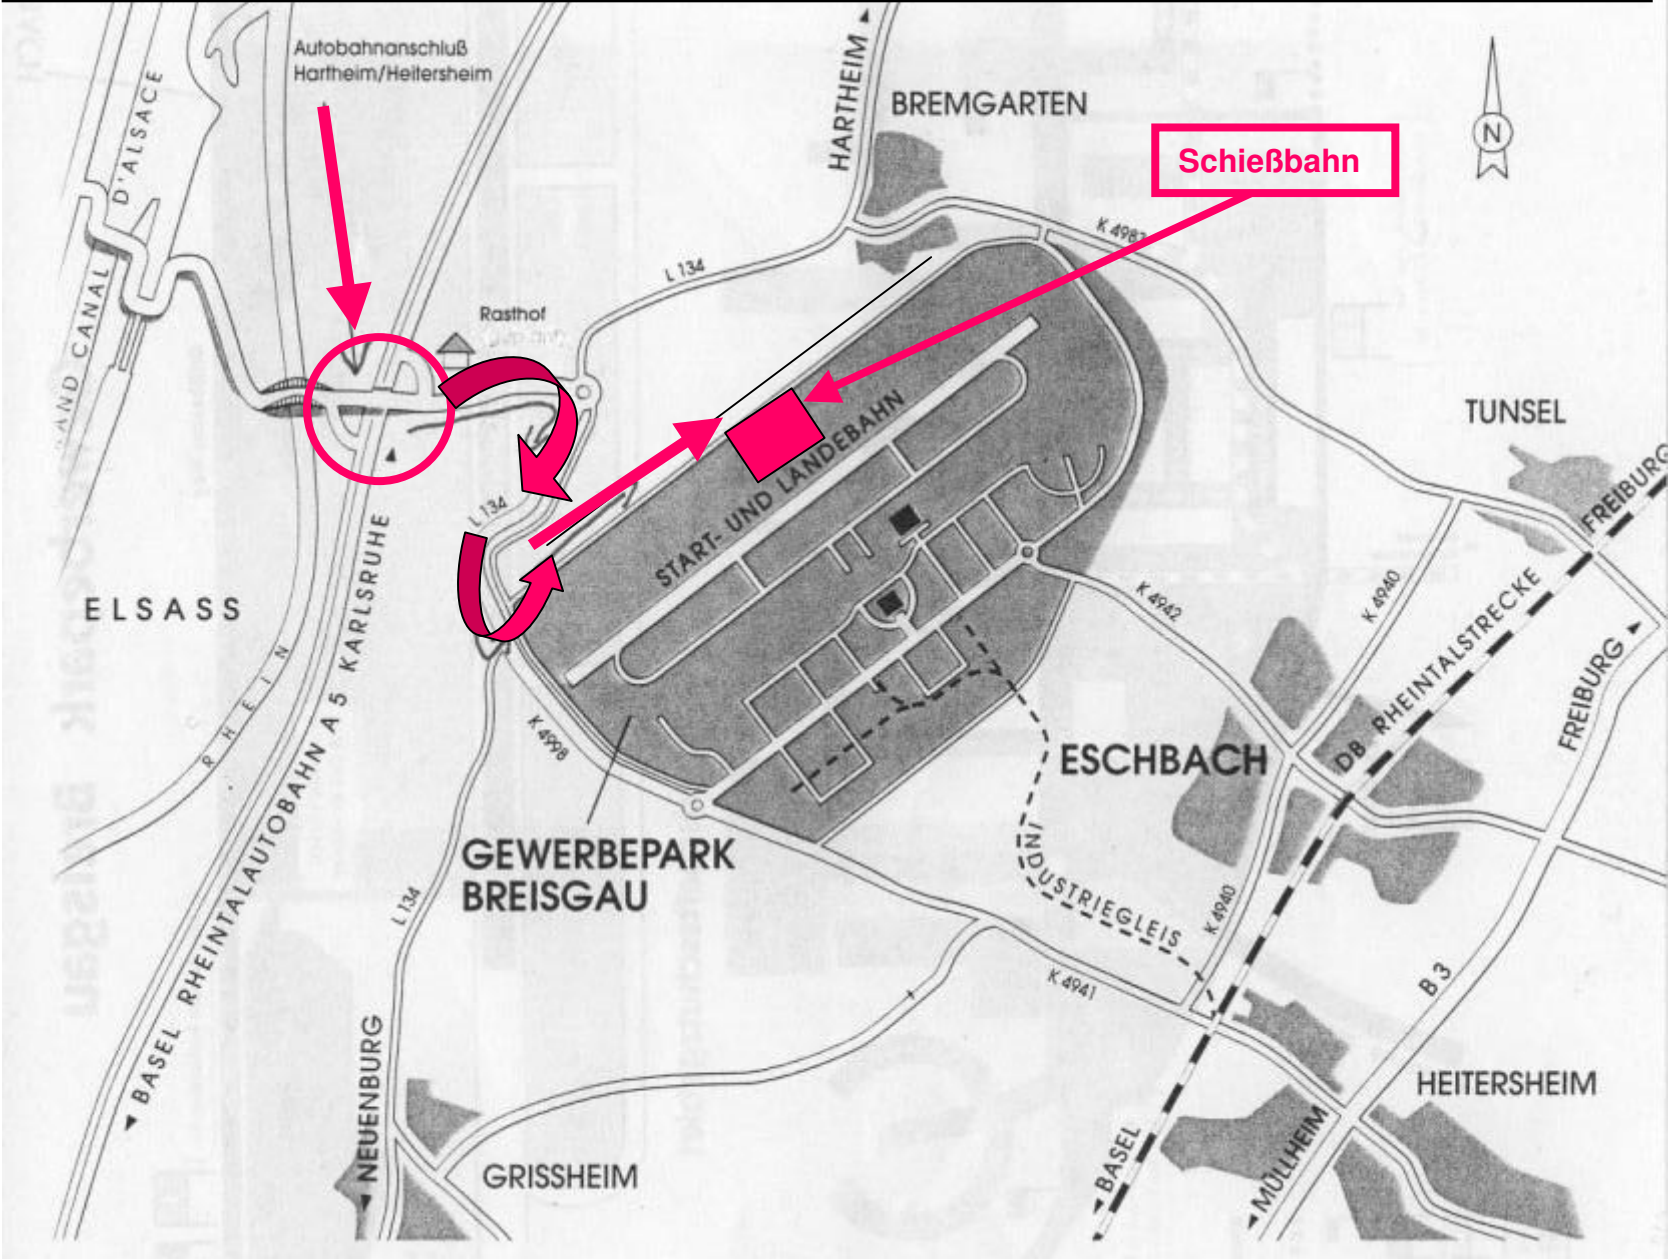 Autobahnanschluß
Hartheim/Heitersheim
D'ALSACE
HARTHEIM
BREMGARTEN
Schießbahn
N
K 4983
L 134
Rasthof
GRAND CANAL
TUNSEL
FREIBURG
START- UND LANDEBAHN
L 134
ELSASS
RHEIN
BASEL RHEINTALAUTOBAHN A 5 KARLSRUHE
K 4942
K 4940
DB RHEINTALSTRECKE
FREIBURG
K 4998
ESCHBACH
GEWERBEPARK
BREISGAU
INDUSTRIEGLEIS
L 134
K 4940
K 4941
B 3
NEUENBURG
HEITERSHEIM
GRISSHEIM
BASEL
MÜLLHEIM